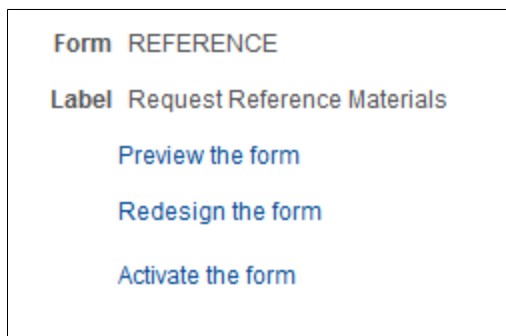 Form REFERENCE
Label Request Reference Materials
Preview the form
Redesign the form
Activate the form